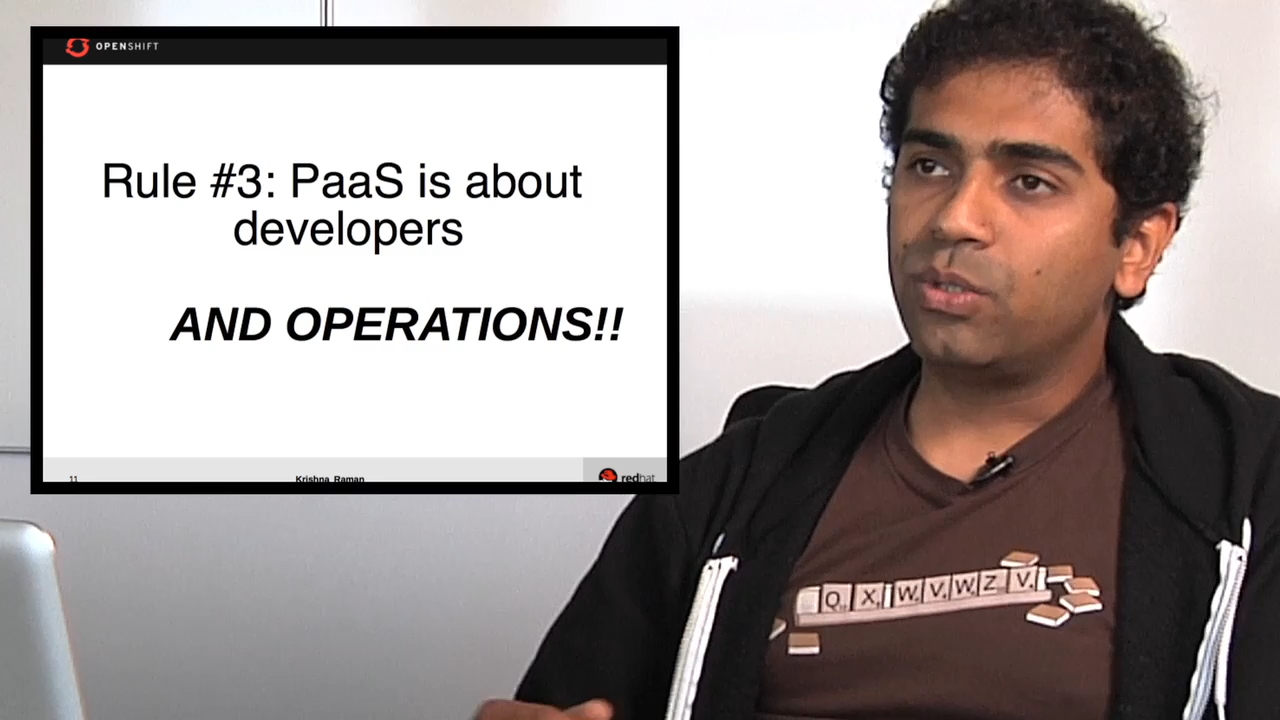 OPENSHIFT
Rule #3: PaaS is about
developers
AND OPERATIONS!!
11
Krishna Raman
redhat
Q X W V W Z V